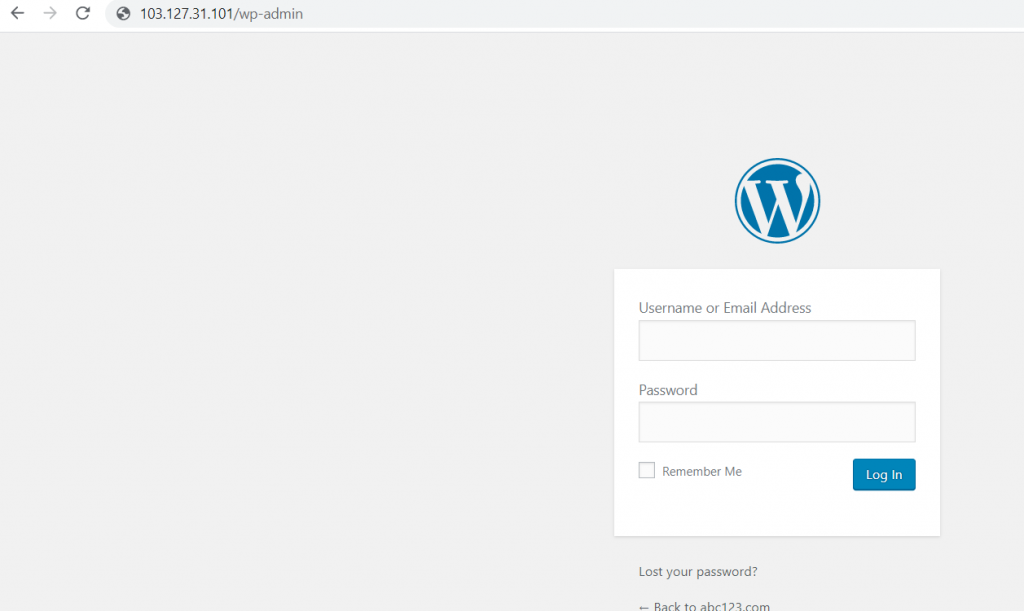 103.127.31.101/wp-admin
Username or Email Address
Password
Remember Me
Log In
Lost your password?
← Back to abc123.com